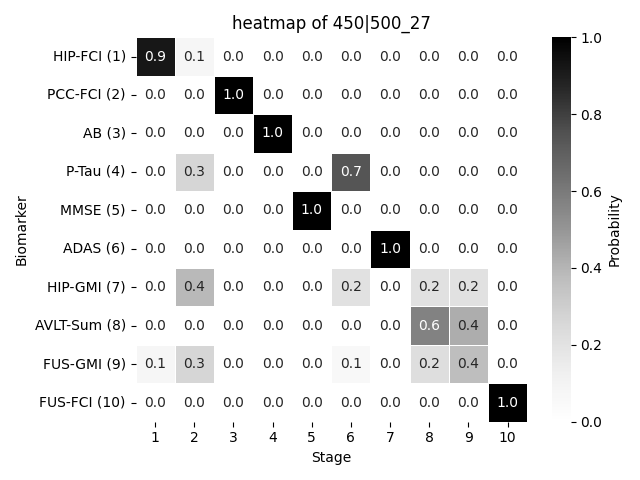 heatmap of 450|500_27
HIP-FCI (1) 0.9 0.1 0.0 0.0 0.0 0.0 0.0 0.0 0.0 0.0
PCC-FCI (2) 0.0 0.0 1.0 0.0 0.0 0.0 0.0 0.0 0.0 0.0
AB (3) 0.0 0.0 0.0 1.0 0.0 0.0 0.0 0.0 0.0 0.0
P-Tau (4) 0.0 0.3 0.0 0.0 0.0 0.7 0.0 0.0 0.0 0.0
MMSE (5) 0.0 0.0 0.0 0.0 1.0 0.0 0.0 0.0 0.0 0.0
ADAS (6) 0.0 0.0 0.0 0.0 0.0 0.0 1.0 0.0 0.0 0.0
HIP-GMI (7) 0.0 0.4 0.0 0.0 0.0 0.2 0.0 0.2 0.2 0.0
AVLT-Sum (8) 0.0 0.0 0.0 0.0 0.0 0.0 0.0 0.6 0.4 0.0
FUS-GMI (9) 0.1 0.3 0.0 0.0 0.0 0.1 0.0 0.2 0.4 0.0
FUS-FCI (10) 0.0 0.0 0.0 0.0 0.0 0.0 0.0 0.0 0.0 1.0
1 2 3 4 5 6 7 8 9 10
Stage
Biomarker
1.0
0.8
0.6
0.4
0.2
0.0
Probability